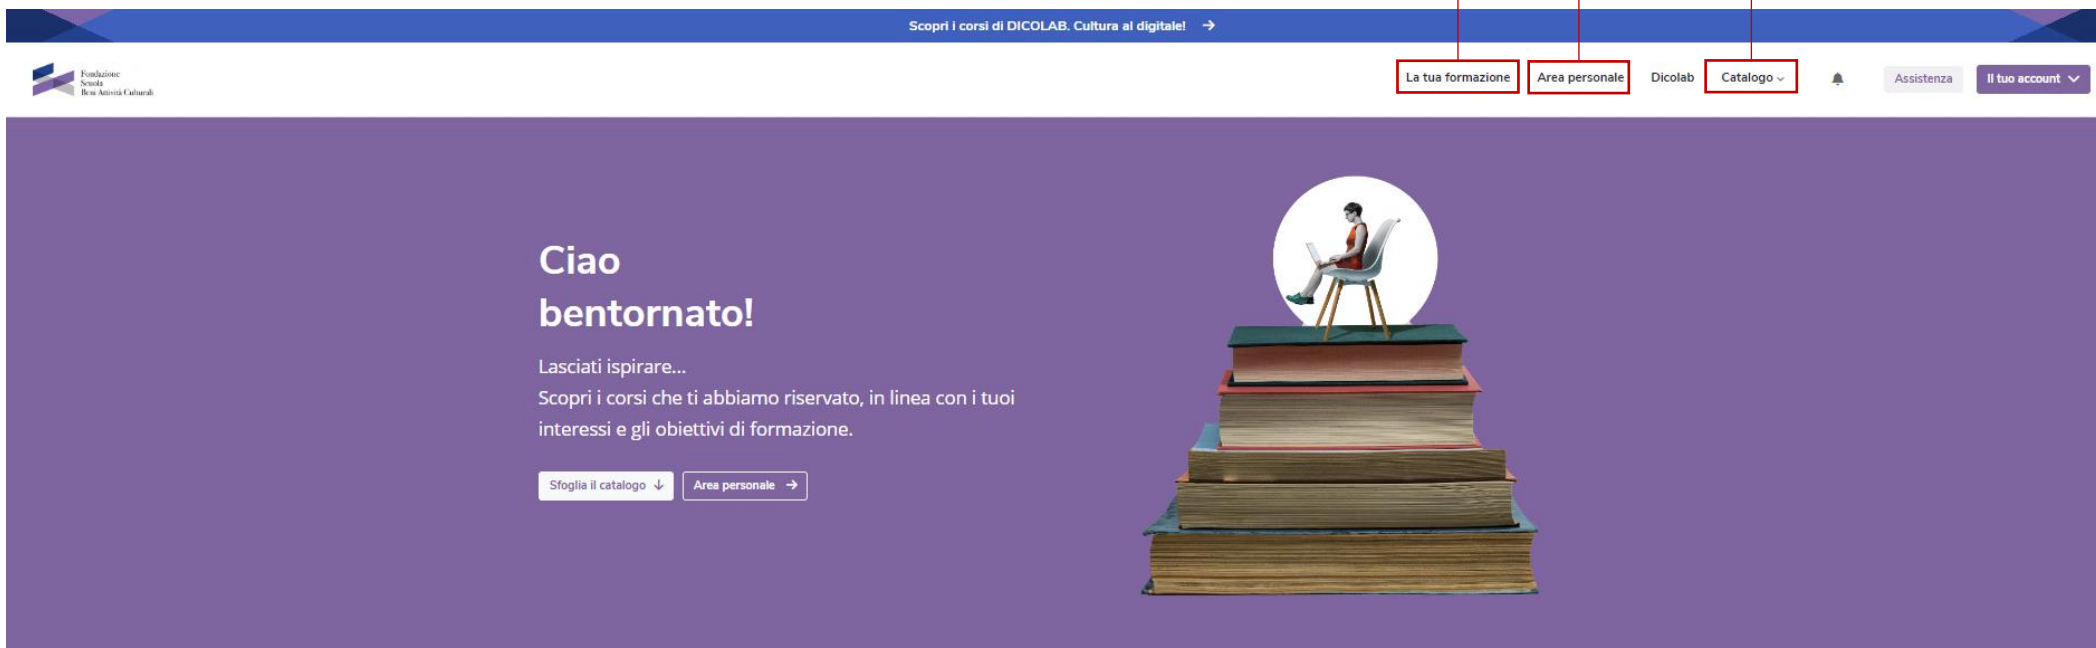 Scopri i corsi di DICOLAB. Cultura al digitale! →
Fondazione
Scuola
Beni Attività Culturali
La tua formazione Area personale Dicolab Catalogo Assistenza Il tuo account
Ciao
bentornato!
Lasciati ispirare...
Scopri i corsi che ti abbiamo riservato, in linea con i tuoi
interessi e gli obiettivi di formazione.
Sfoglia il catalogo ↓ Area personale →